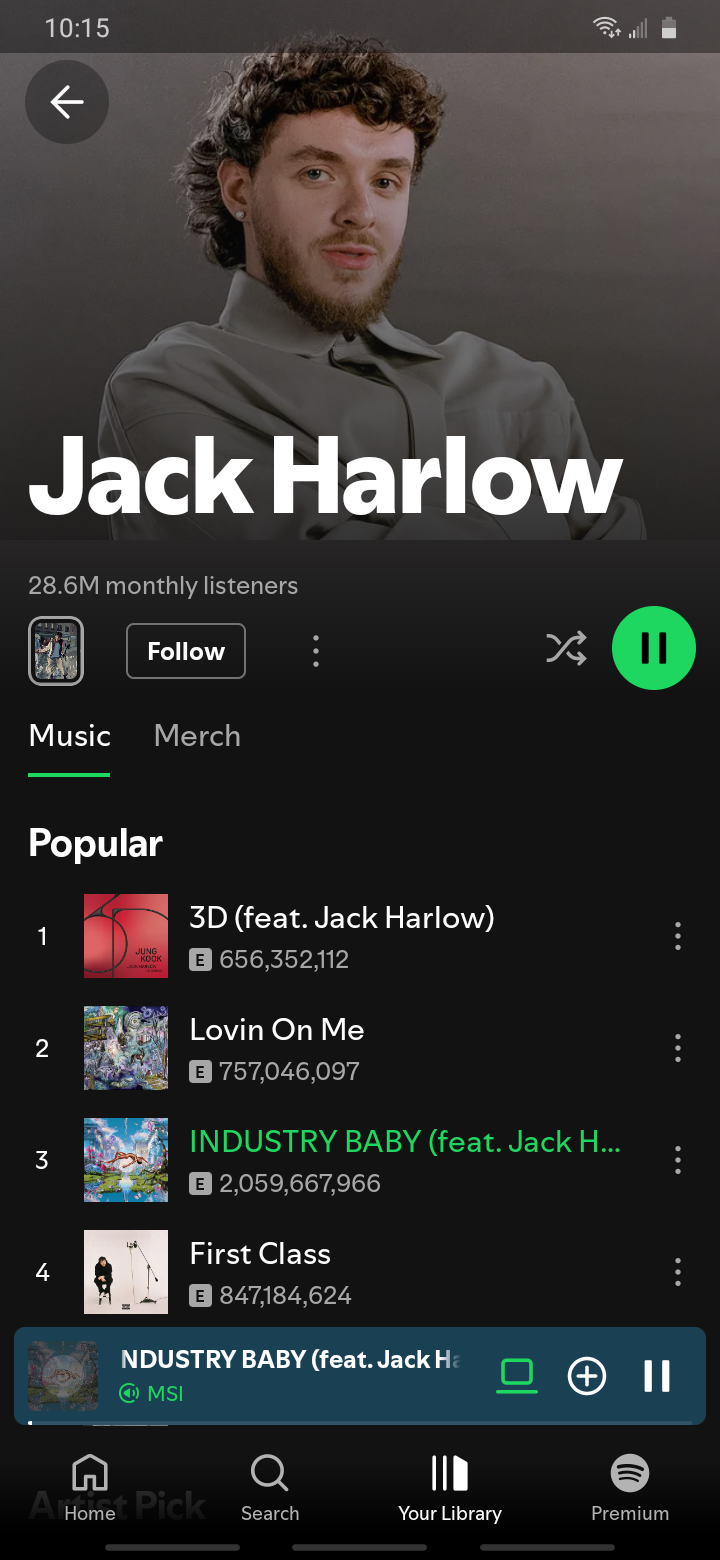 10:15
Jack Harlow
28.6M monthly listeners
Follow
Music Merch
Popular
1
3D (feat. Jack Harlow)
E 656,352,112
JUNG
KOOK
2
Lovin On Me
E 757,046,097
3
INDUSTRY BABY (feat. Jack H...
E 2,059,667,966
4
First Class
E 847,184,624
NDUSTRY BABY (feat. Jack Ha
MSI
Artist Pick
Home Search Your Library Premium